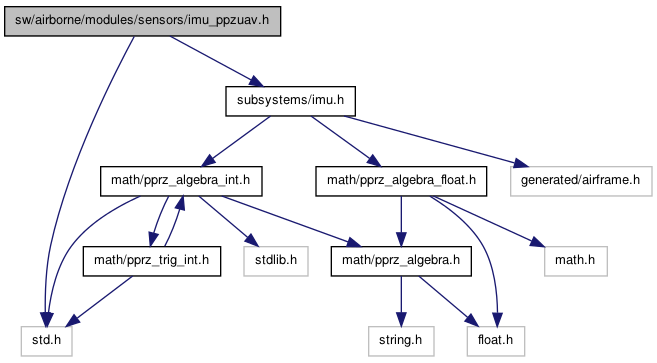 sw/airborne/modules/sensors/imu_ppzuav.h
subsystems/imu.h
math/pprz_algebra_int.h
math/pprz_algebra_float.h
generated/airframe.h
math/pprz_trig_int.h
stdlib.h
math/pprz_algebra.h
math.h
std.h
string.h
float.h